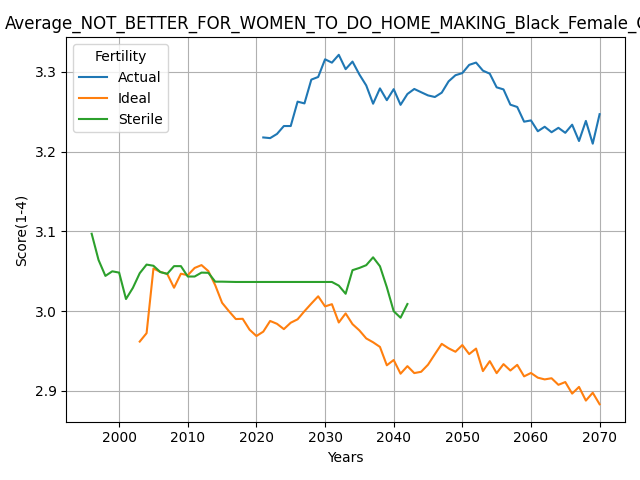 Average_NOT_BETTER_FOR_WOMEN_TO_DO_HOME_MAKING_Black_Female_
Fertility
Actual
Ideal
Sterile
3.3
3.2
3.1
3.0
2.9
Score(1-4)
2000 2010 2020 2030 2040 2050 2060 2070
Years